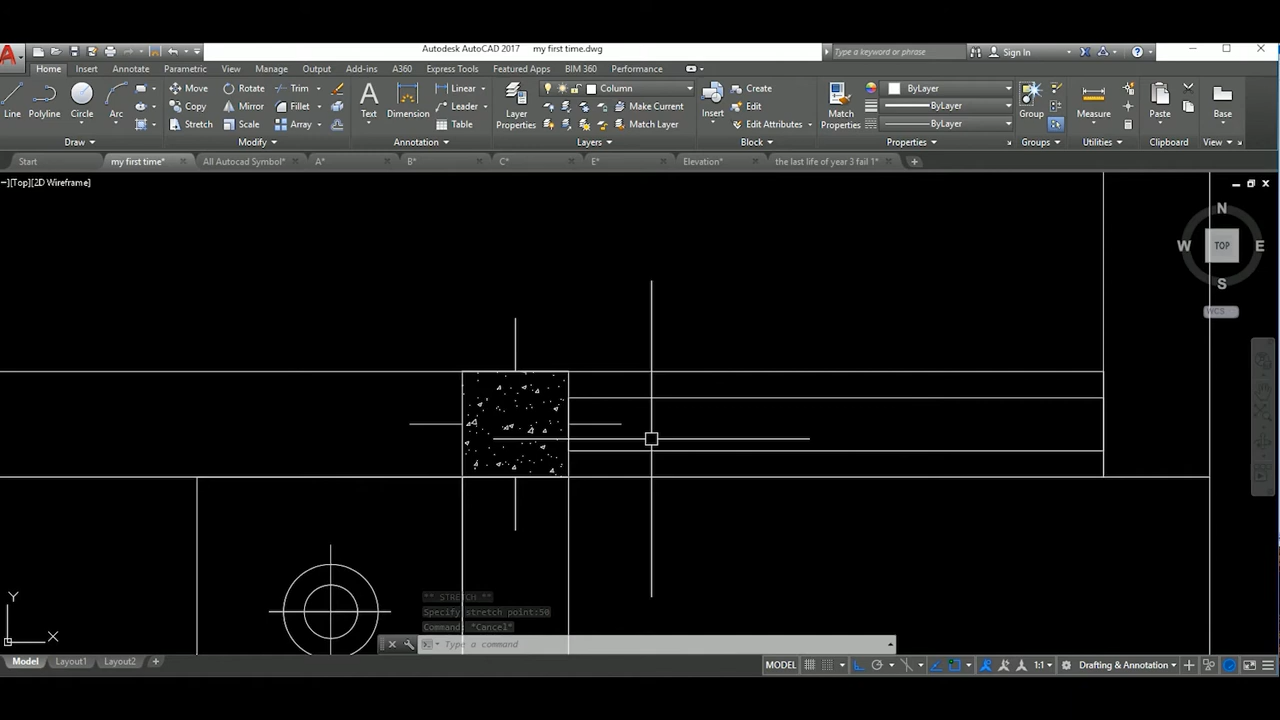 Autodesk AutoCAD 2017 my first time.dwg
Type a keyword or phrase
Sign In
Home Insert Annotate Parametric View Manage Output Add-ins A360 Express Tools Featured Apps BIM 360 Performance
Line Polyline Circle Arc
Move Rotate Trim
Copy Mirror Fillet
Stretch Scale Array
Text Dimension
Linear
Leader
Table
Layer Properties
Column
Make Current
Match Layer
Insert
Create
Edit
Edit Attributes
Match Properties
ByLayer
ByLayer
ByLayer
Group Measure Paste Base
Draw Modify Annotation Layers Block Properties Groups Utilities Clipboard View
Start my first time* All Autocad Symbol* A* B* C* E* Elevation* the last life of year 3 fail 1*
–][Top][2D Wireframe]
N
W TOP E
S
WCS
Y
X
** STRETCH **
Specify stretch point:50
Command: *Cancel*
Type a command
Model Layout1 Layout2 +
MODEL 1:1 Drafting & Annotation